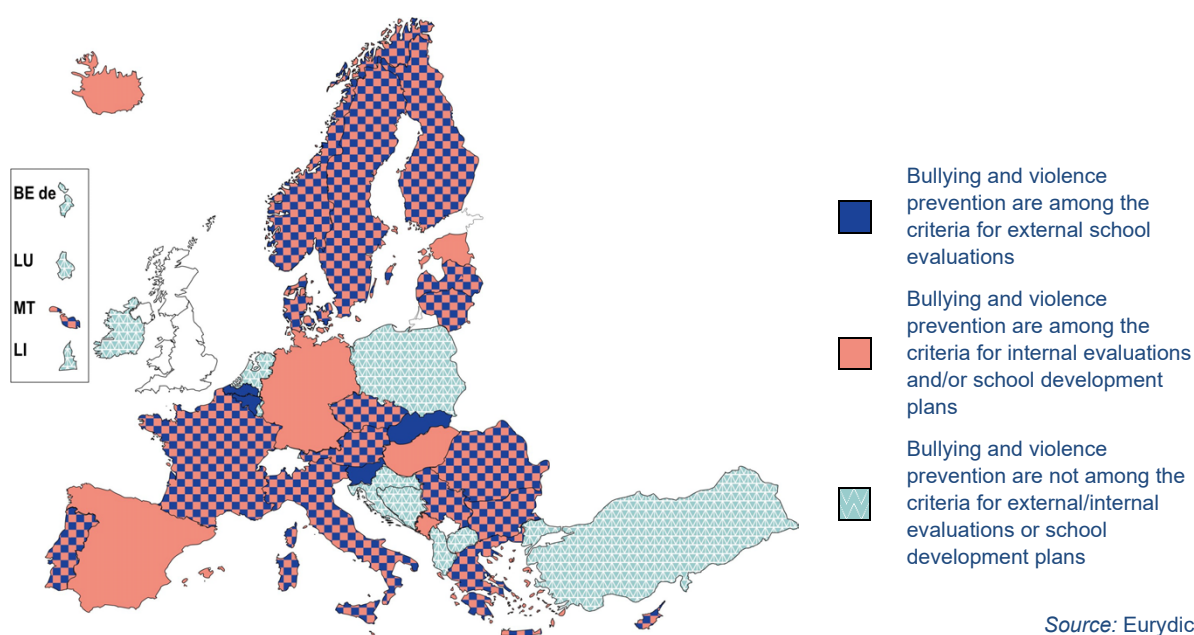 BE de
LU
MT
LI
Bullying and violence
prevention are among the
criteria for external school
evaluations
Bullying and violence
prevention are among the
criteria for internal evaluations
and/or school development
plans
Bullying and violence
prevention are not among the
criteria for external/internal
evaluations or school
development plans
Source: Eurydic